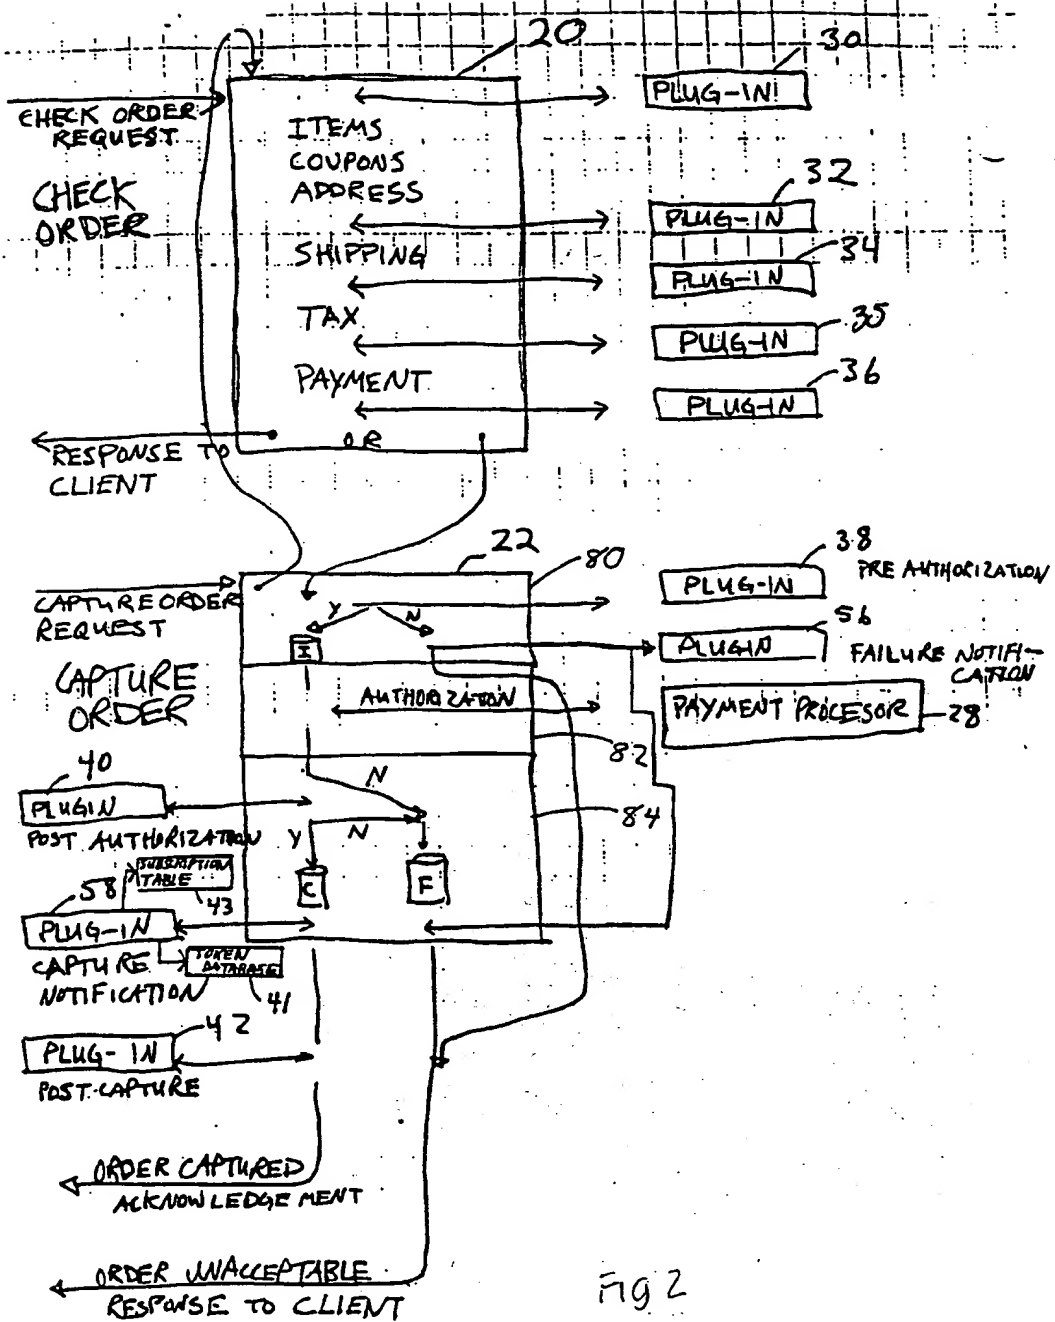 20
30
PLUG-IN
CHECK ORDER
REQUEST
ITEMS
COUPONS
ADDRESS
CHECK
ORDER
32
PLUG-IN
SHIPPING
34
PLUG-IN
TAX
35
PLUG-IN
PAYMENT
36
PLUG-IN
OR
RESPONSE TO
CLIENT
22
80
38
PLUG-IN
PRE AUTHORIZATION
CAPTURE ORDER
REQUEST
Y
N
I
56
PLUGIN
FAILURE NOTIFI-
CATION
CAPTURE
ORDER
AUTHORIZATION
PAYMENT PROCESOR
28
82
40
PLUGIN
POST AUTHORIZATION
N
84
Y
N
SUBSCRIPTION
TABLE
43
C
F
58
PLUG-IN
CAPTURE
NOTIFICATION
TOKEN
DATABASE
41
42
PLUG-IN
POST-CAPTURE
ORDER CAPTURED
ACKNOWLEDGEMENT
ORDER UNACCEPTABLE
RESPONSE TO CLIENT
Fig 2